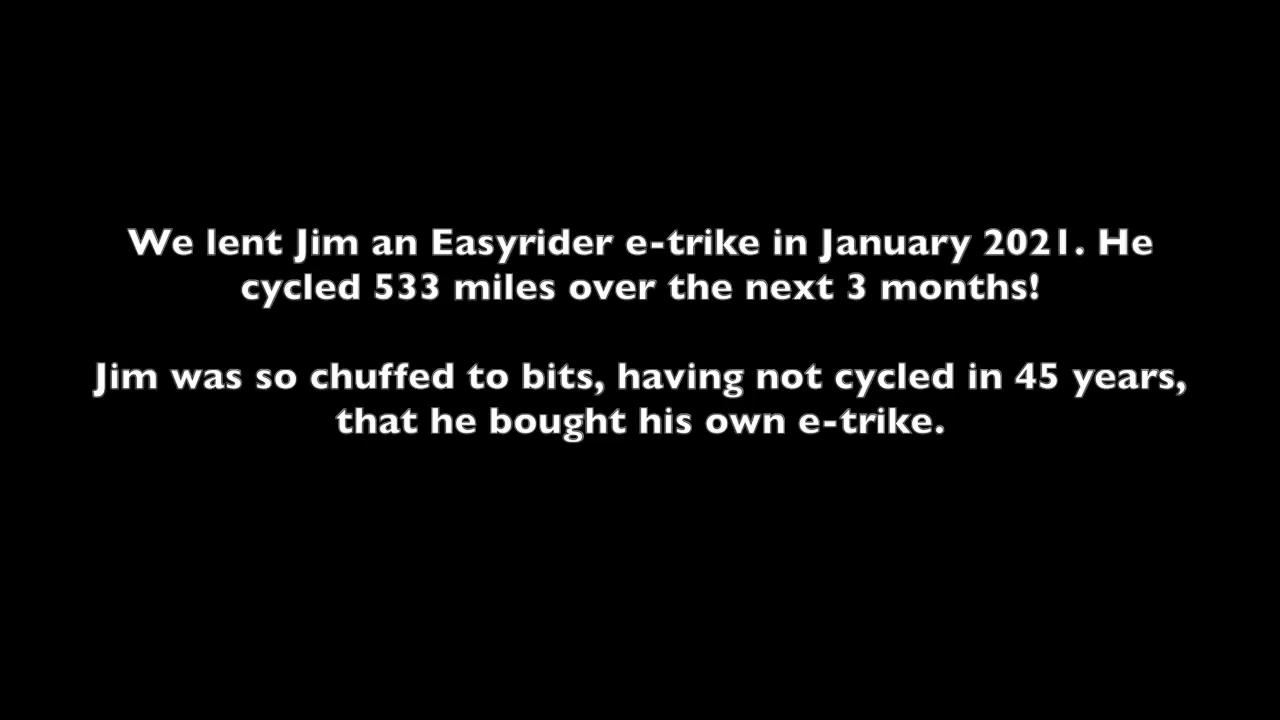 We lent Jim an Easyrider e-trike in January 2021. He
cycled 533 miles over the next 3 months!
Jim was so chuffed to bits, having not cycled in 45 years,
that he bought his own e-trike.